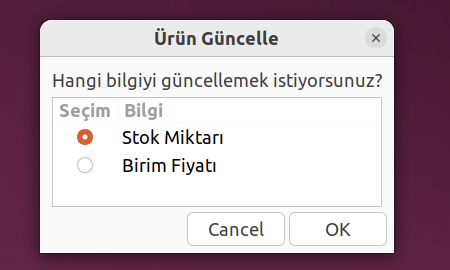 Ürün Güncelle
Hangi bilgiyi güncellemek istiyorsunuz?
Seçim Bilgi
Stok Miktarı
Birim Fiyatı
Cancel OK